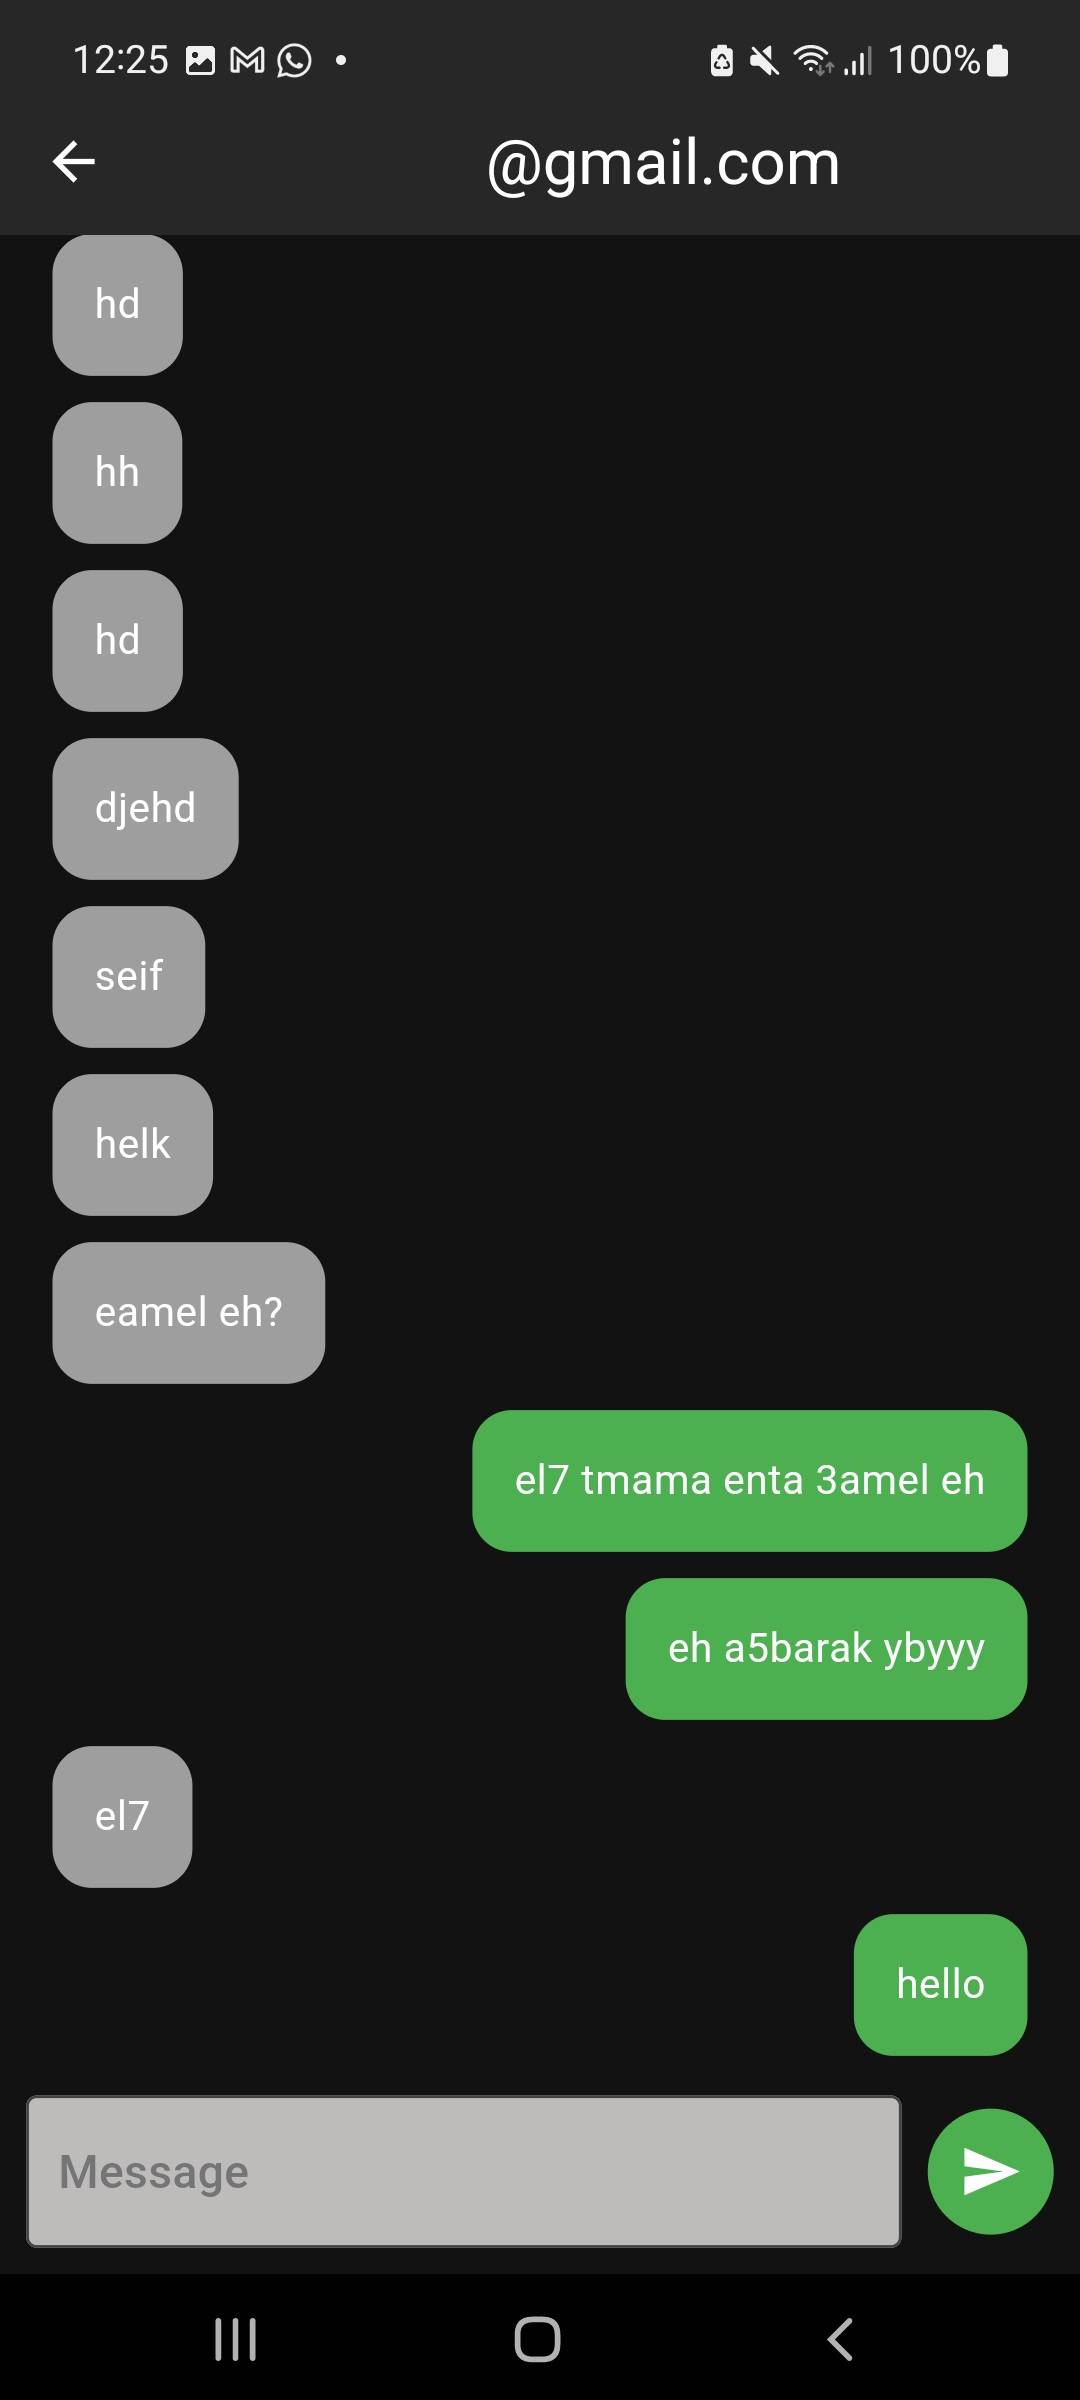 12:25
100%
@gmail.com
hd
hh
hd
djehd
seif
helk
eamel eh?
el7 tmama enta 3amel eh
eh a5barak ybyyy
el7
hello
Message